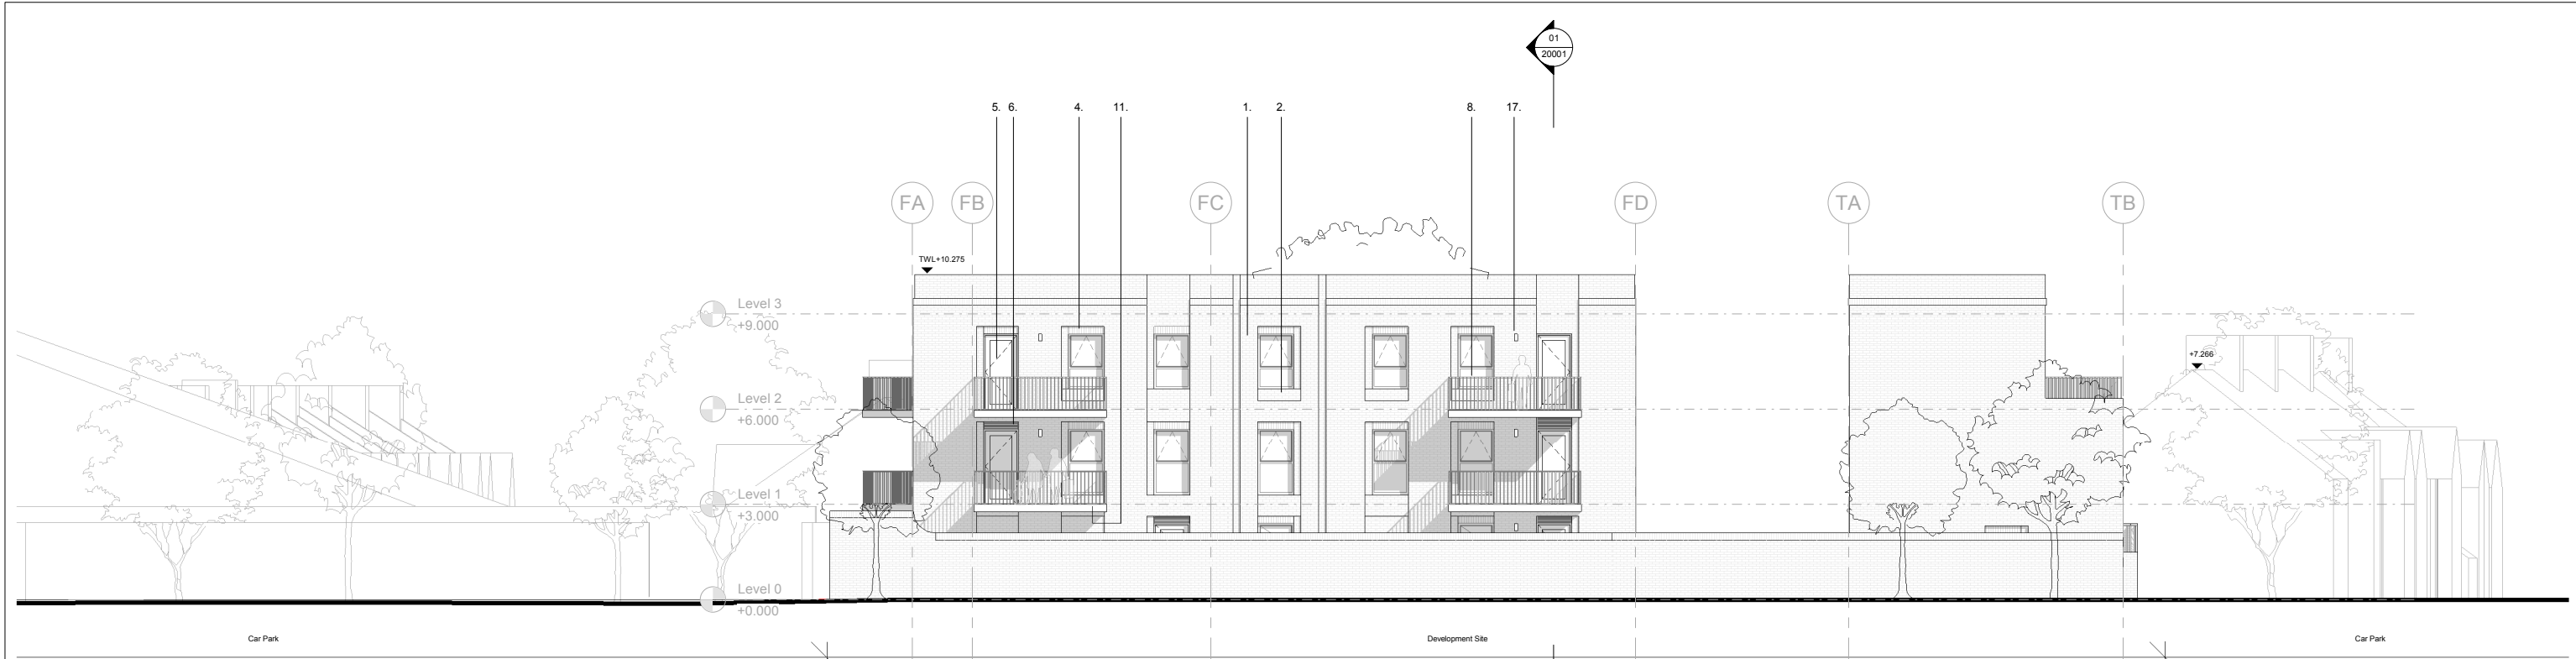 01
20001
5. 6. 4. 11. 1. 2. 8. 17.
FA FB FC FD TA TB
TWL+10.275
Level 3
+9.000
+7.266
Level 2
+6.000
Level 1
+3.000
Level 0
+0.000
Car Park Development Site Car Park